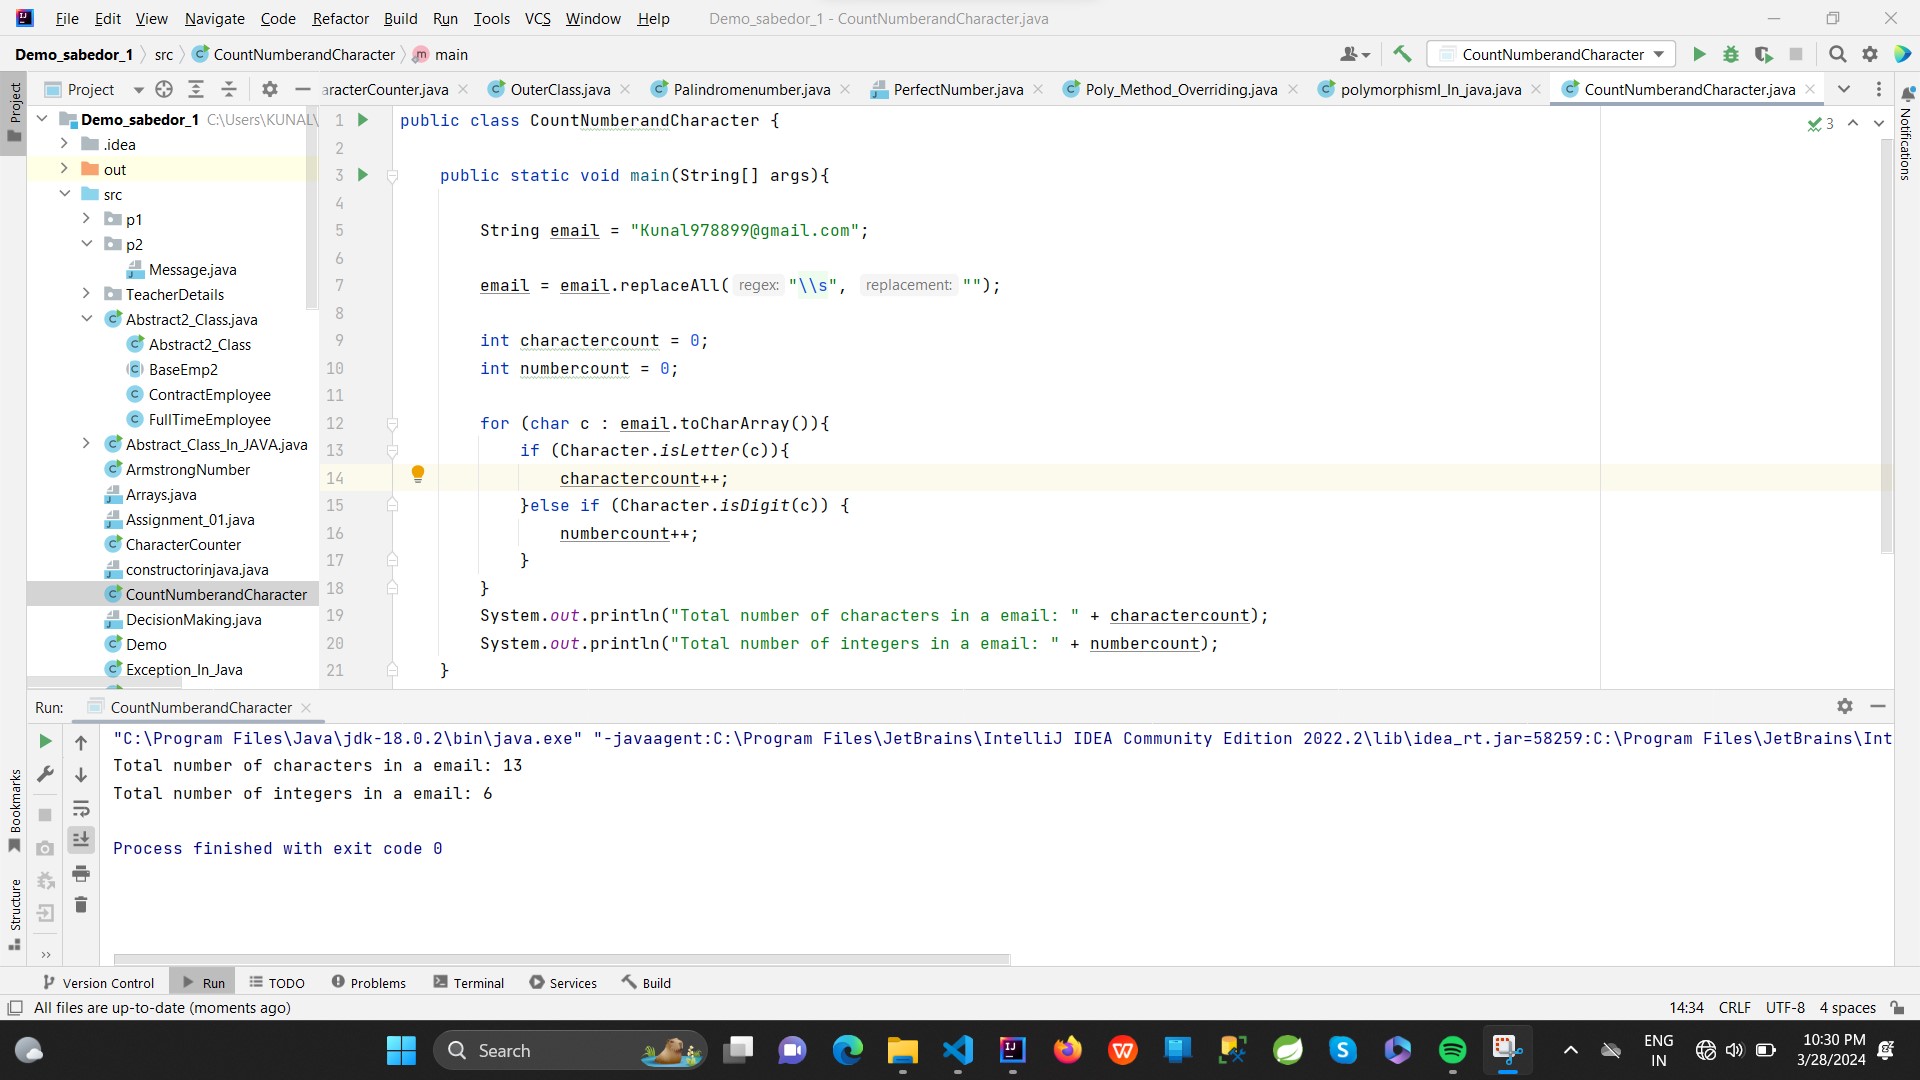 File Edit View Navigate Code Refactor Build Run Tools VCS Window Help Demo_sabedor_1 - CountNumberandCharacter.java
Demo_sabedor_1 src CountNumberandCharacter main CountNumberandCharacter
Project
Project
aracterCounter.java OuterClass.java Palindromenumber.java PerfectNumber.java Poly_Method_Overriding.java polymorphismI_In_java.java CountNumberandCharacter.java
Notifications
Demo_sabedor_1 C:\Users\KUNAL\
.idea
out
src
p1
p2
Message.java
TeacherDetails
Abstract2_Class.java
Abstract2_Class
BaseEmp2
ContractEmployee
FullTimeEmployee
Abstract_Class_In_JAVA.java
ArmstrongNumber
Arrays.java
Assignment_01.java
CharacterCounter
constructorinjava.java
CountNumberandCharacter
DecisionMaking.java
Demo
Exception_In_Java
1 public class CountNumberandCharacter {
3
2
3 public static void main(String[] args){
4
5 String email = "Kunal978899@gmail.com";
6
7 email = email.replaceAll( regex: "\\s", replacement: "");
8
9 int charactercount = 0;
10 int numbercount = 0;
11
12 for (char c : email.toCharArray()){
13 if (Character.isLetter(c)){
14 charactercount++;
15 }else if (Character.isDigit(c)) {
16 numbercount++;
17 }
18 }
19 System.out.println("Total number of characters in a email: " + charactercount);
20 System.out.println("Total number of integers in a email: " + numbercount);
21 }
Run: CountNumberandCharacter
"C:\Program Files\Java\jdk-18.0.2\bin\java.exe" "-javaagent:C:\Program Files\JetBrains\IntelliJ IDEA Community Edition 2022.2\lib\idea_rt.jar=58259:C:\Program Files\JetBrains\Int
Total number of characters in a email: 13
Total number of integers in a email: 6
Process finished with exit code 0
Bookmarks
Structure
Version Control Run TODO Problems Terminal Services Build
All files are up-to-date (moments ago) 14:34 CRLF UTF-8 4 spaces
Search
ENG
IN
10:30 PM
3/28/2024